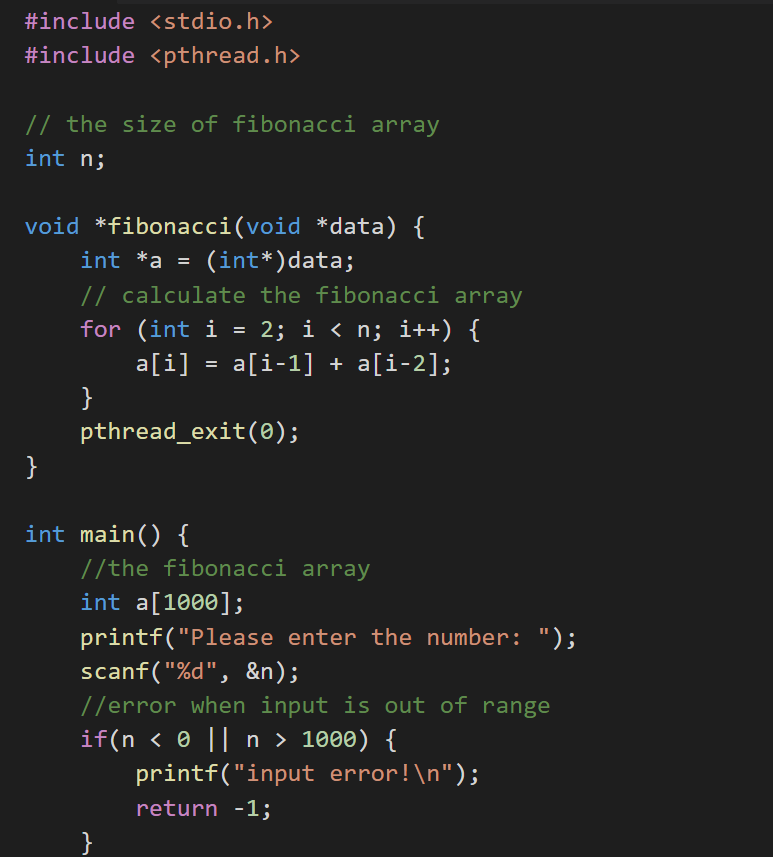 #include <stdio.h>
#include <pthread.h>

// the size of fibonacci array
int n;

void *fibonacci(void *data) {
    int *a = (int*)data;
    // calculate the fibonacci array
    for (int i = 2; i < n; i++) {
        a[i] = a[i-1] + a[i-2];
    }
    pthread_exit(0);
}

int main() {
    //the fibonacci array
    int a[1000];
    printf("Please enter the number: ");
    scanf("%d", &n);
    //error when input is out of range
    if(n < 0 || n > 1000) {
        printf("input error!\n");
        return -1;
    }